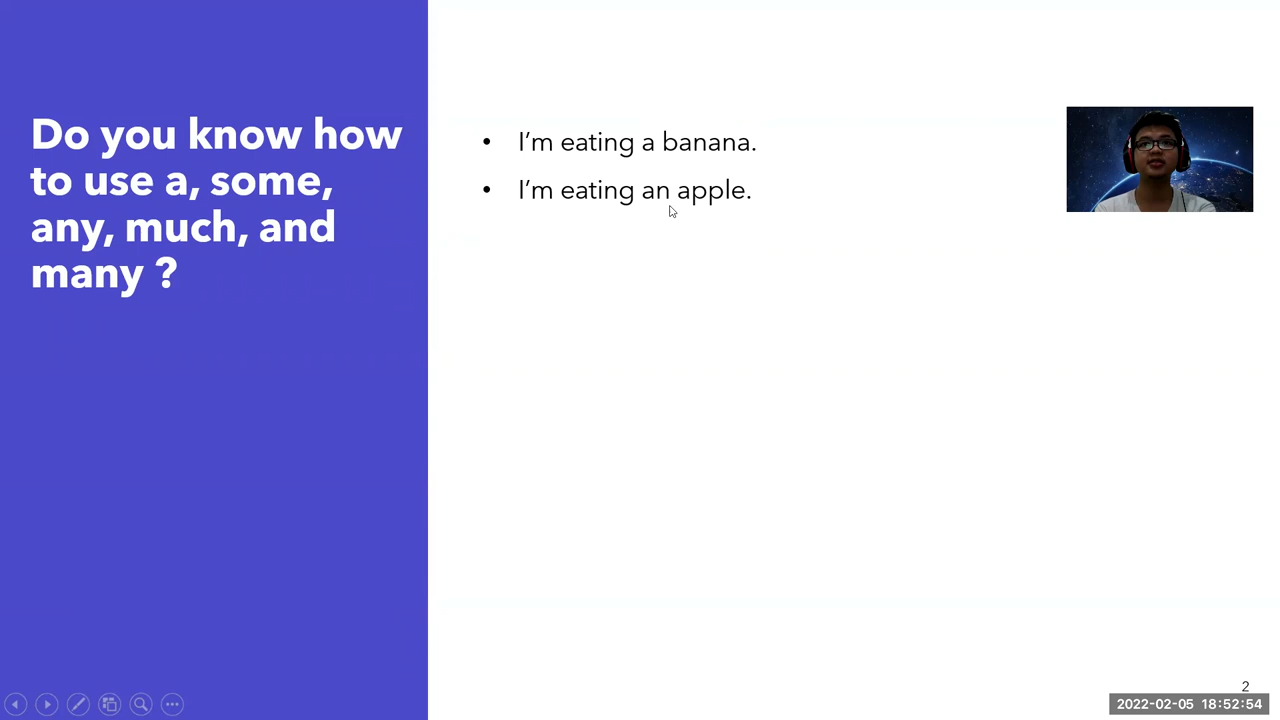 Do you know how
to use a, some,
any, much, and
many ?
• I’m eating a banana.
• I’m eating an apple.
2
2022-02-05 18:52:54